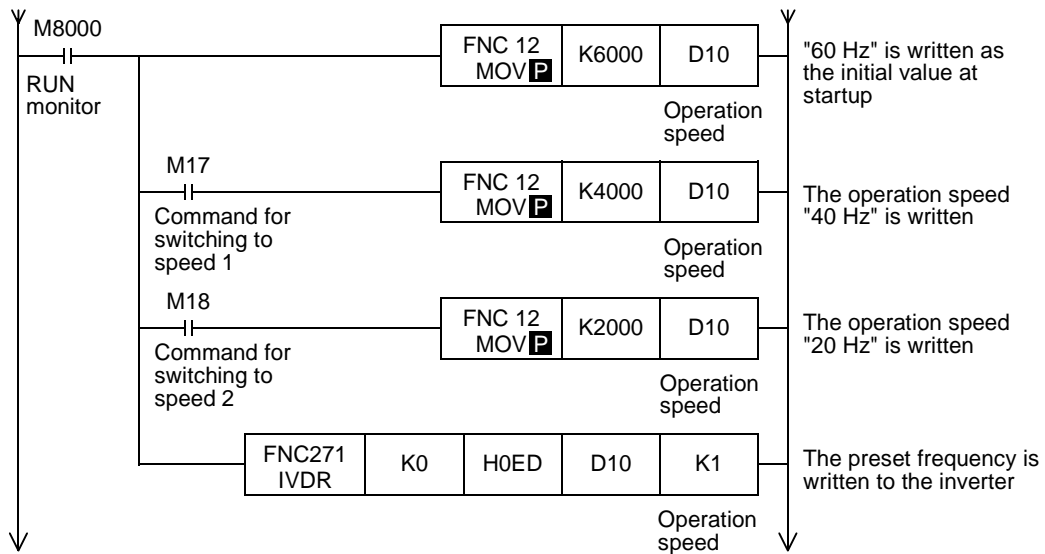 M8000
RUN
monitor
FNC 12
MOV P
K6000
D10
Operation
speed
"60 Hz" is written as
the initial value at
startup
M17
Command for
switching to
speed 1
FNC 12
MOV P
K4000
D10
Operation
speed
The operation speed
"40 Hz" is written
M18
Command for
switching to
speed 2
FNC 12
MOV P
K2000
D10
Operation
speed
The operation speed
"20 Hz" is written
FNC271
IVDR
K0
H0ED
D10
K1
Operation
speed
The preset frequency is
written to the inverter